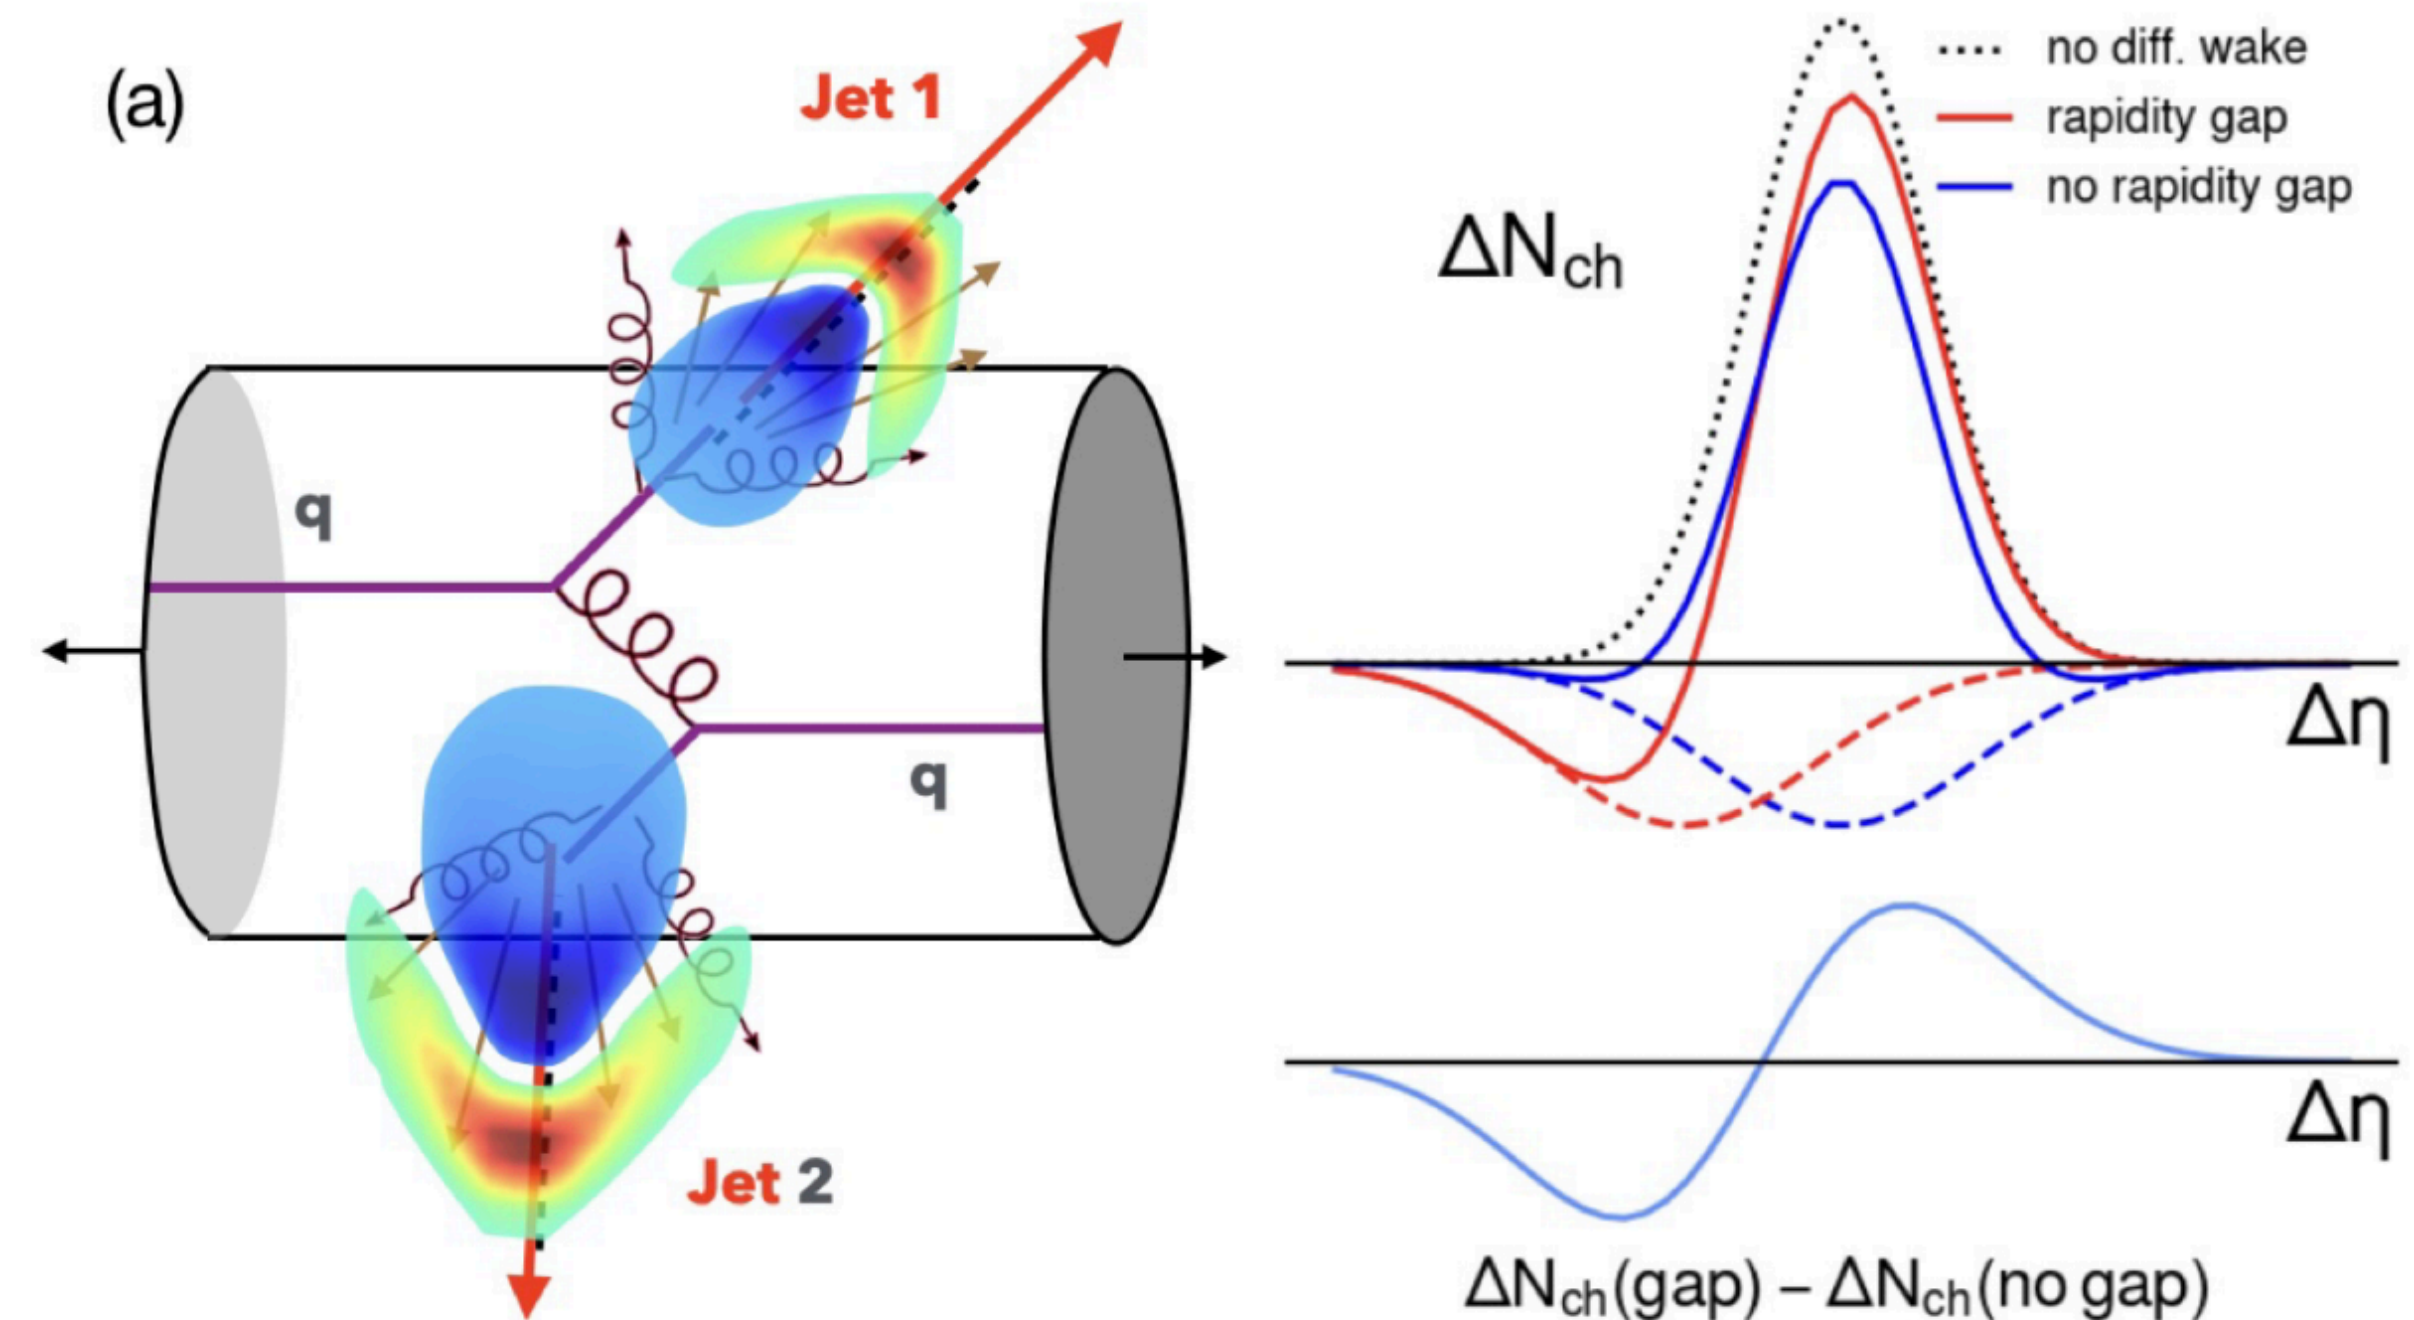 (a)
Jet 1
q
q
Jet 2
no diff. wake
rapidity gap
no rapidity gap
ΔNch
Δη
Δη
ΔNch(gap) – ΔNch(no gap)